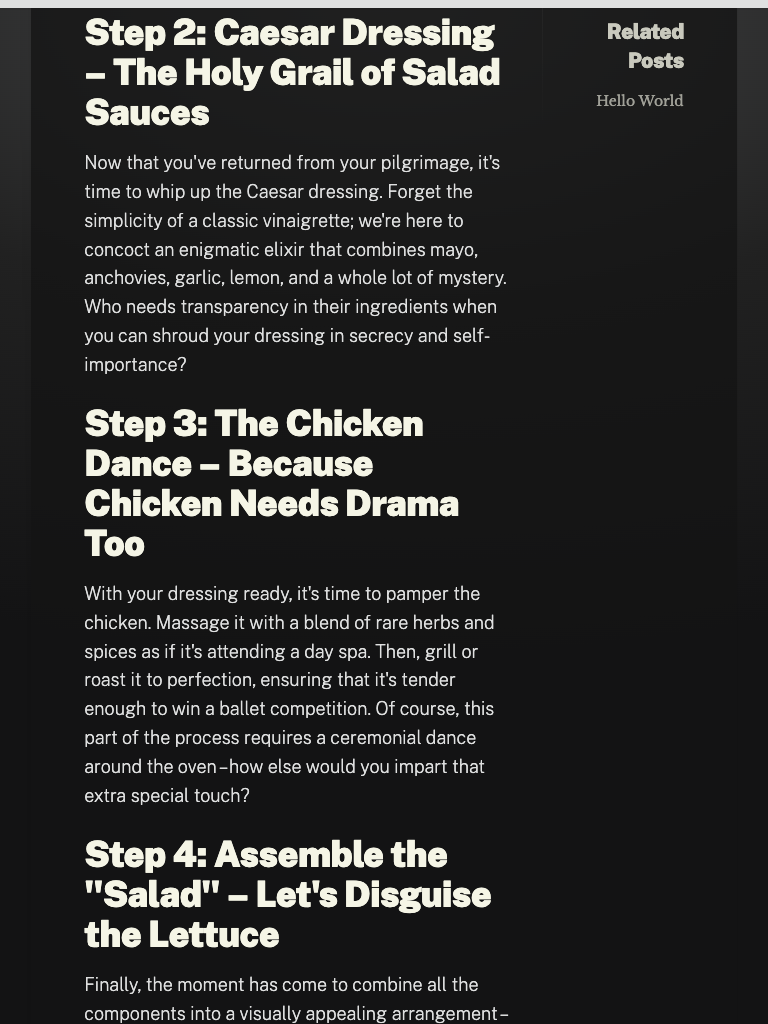 Step 2: Caesar Dressing
– The Holy Grail of Salad
Sauces
Now that you've returned from your pilgrimage, it's
time to whip up the Caesar dressing. Forget the
simplicity of a classic vinaigrette; we're here to
concoct an enigmatic elixir that combines mayo,
anchovies, garlic, lemon, and a whole lot of mystery.
Who needs transparency in their ingredients when
you can shroud your dressing in secrecy and self-
importance?
Step 3: The Chicken
Dance – Because
Chicken Needs Drama
Too
With your dressing ready, it's time to pamper the
chicken. Massage it with a blend of rare herbs and
spices as if it's attending a day spa. Then, grill or
roast it to perfection, ensuring that it's tender
enough to win a ballet competition. Of course, this
part of the process requires a ceremonial dance
around the oven–how else would you impart that
extra special touch?
Step 4: Assemble the
"Salad" – Let's Disguise
the Lettuce
Finally, the moment has come to combine all the
components into a visually appealing arrangement–
Related
Posts
Hello World